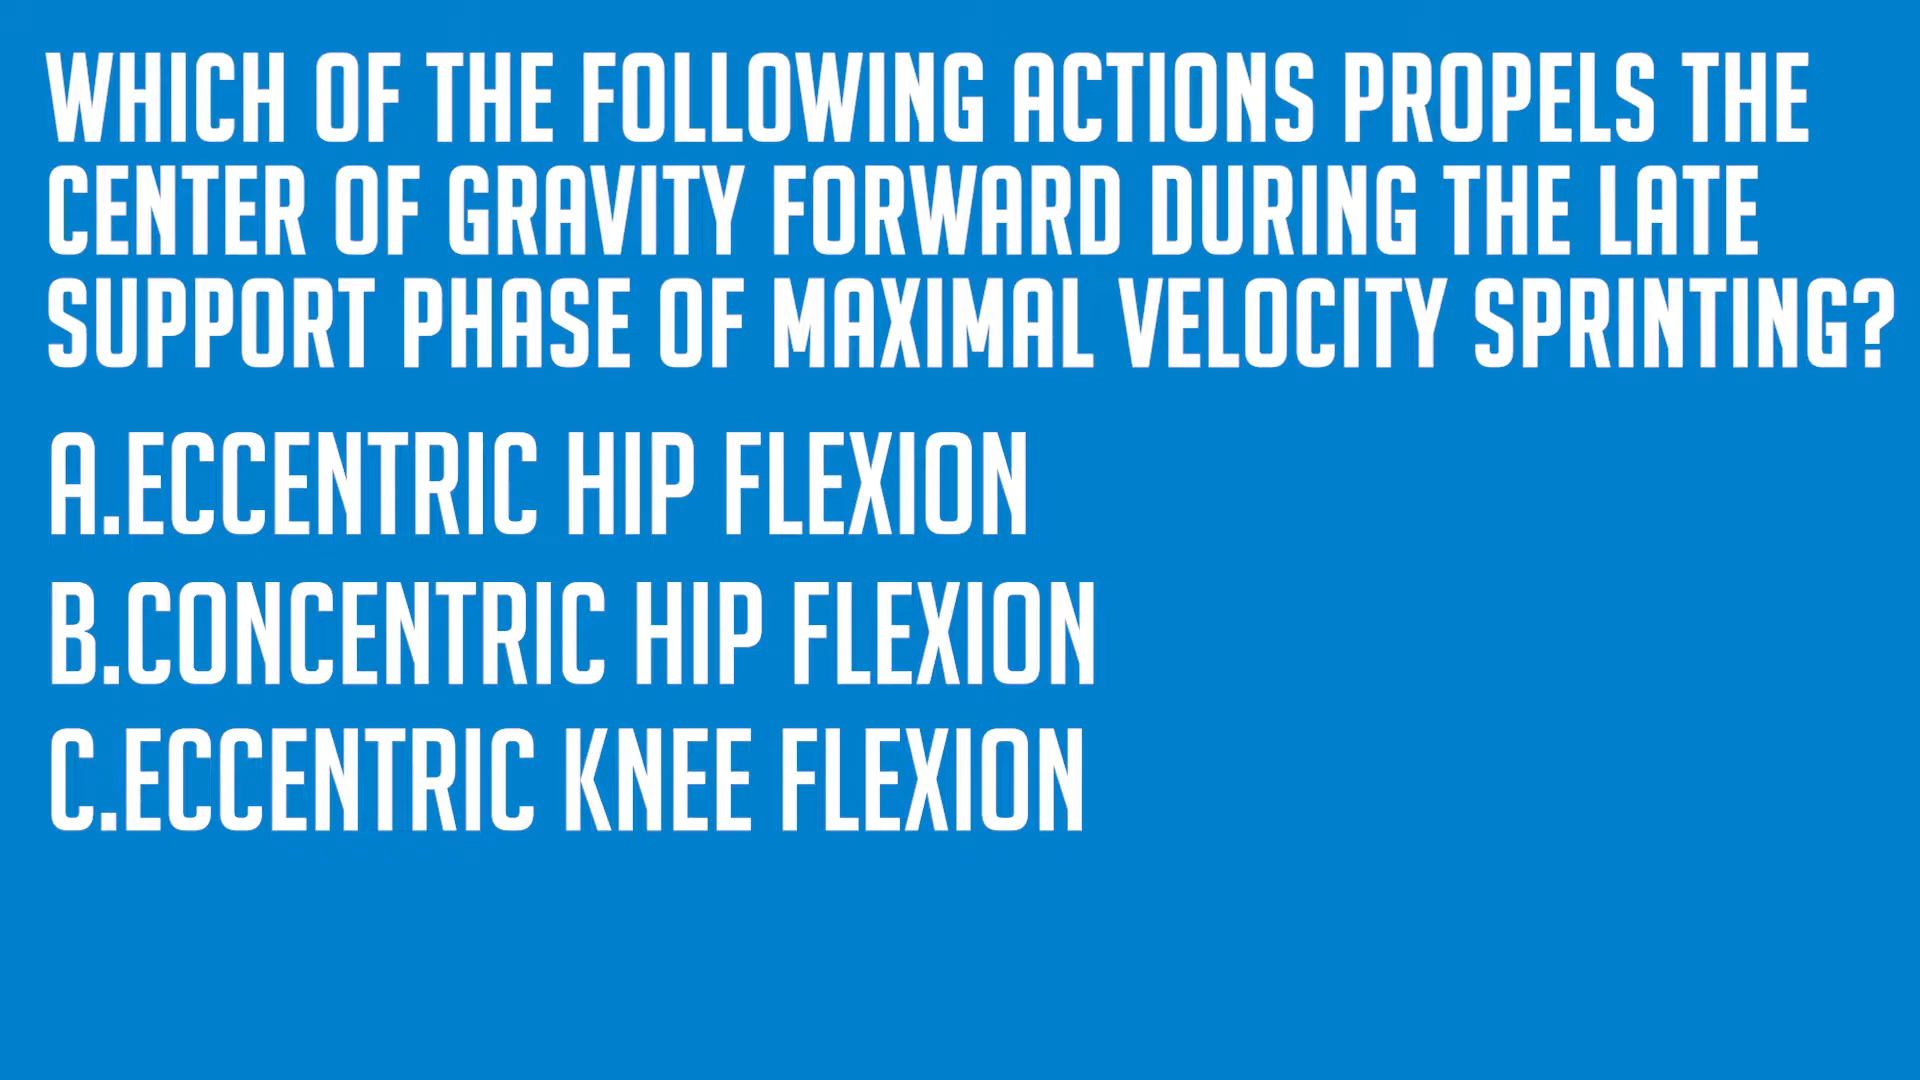 WHICH OF THE FOLLOWING ACTIONS PROPELS THE
CENTER OF GRAVITY FORWARD DURING THE LATE
SUPPORT PHASE OF MAXIMAL VELOCITY SPRINTING?
A.ECCENTRIC HIP FLEXION
B.CONCENTRIC HIP FLEXION
C.ECCENTRIC KNEE FLEXION